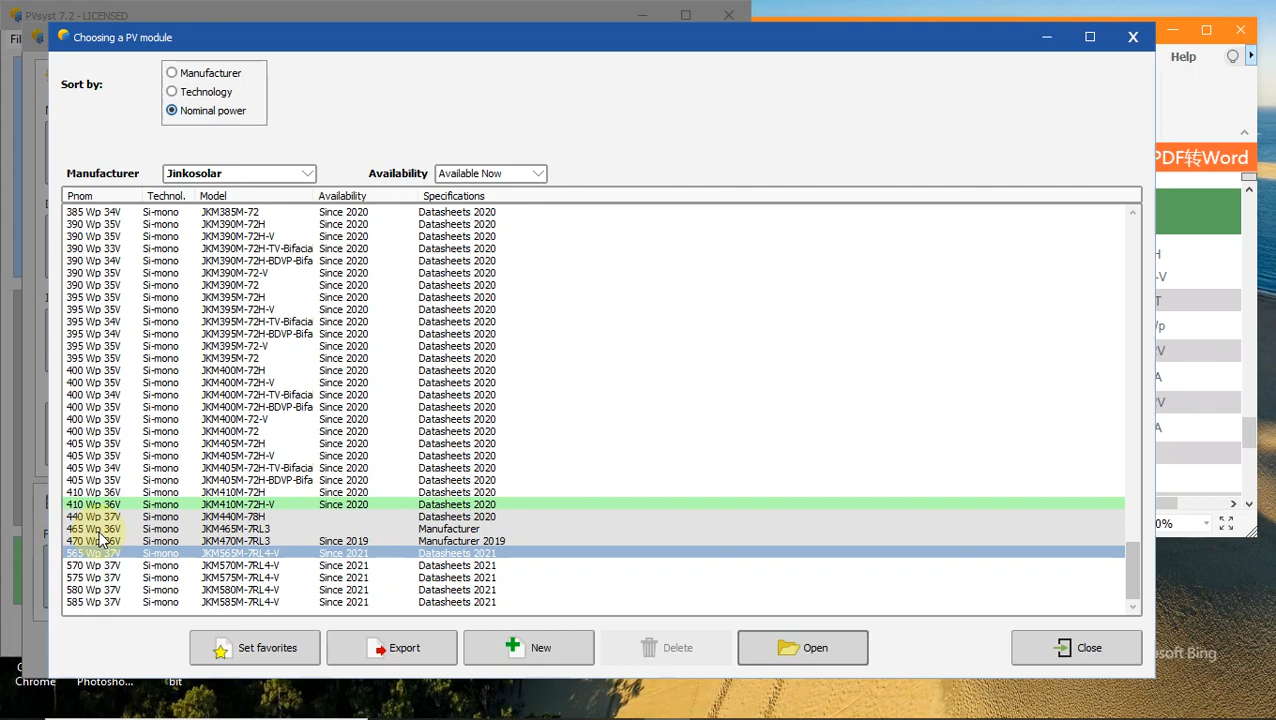 PVsyst 7.2 - LICENSED
Choosing a PV module
Help
Sort by:
Manufacturer
Technology
Nominal power
Manufacturer Jinkosolar Availability Available Now
PDF转Word
Pnom Technol. Model Availability Specifications
385 Wp 34V Si-mono JKM385M-72 Since 2020 Datasheets 2020
390 Wp 35V Si-mono JKM390M-72H Since 2020 Datasheets 2020
390 Wp 35V Si-mono JKM390M-72H-V Since 2020 Datasheets 2020
390 Wp 33V Si-mono JKM390M-72H-TV-Bifacial Since 2020 Datasheets 2020
390 Wp 34V Si-mono JKM390M-72H-BDVP-Bifa Since 2020 Datasheets 2020
390 Wp 35V Si-mono JKM390M-72-V Since 2020 Datasheets 2020
390 Wp 35V Si-mono JKM390M-72 Since 2020 Datasheets 2020
395 Wp 35V Si-mono JKM395M-72H Since 2020 Datasheets 2020
395 Wp 35V Si-mono JKM395M-72H-V Since 2020 Datasheets 2020
395 Wp 34V Si-mono JKM395M-72H-TV-Bifacial Since 2020 Datasheets 2020
395 Wp 34V Si-mono JKM395M-72H-BDVP-Bifa Since 2020 Datasheets 2020
395 Wp 35V Si-mono JKM395M-72-V Since 2020 Datasheets 2020
395 Wp 35V Si-mono JKM395M-72 Since 2020 Datasheets 2020
400 Wp 35V Si-mono JKM400M-72H Since 2020 Datasheets 2020
400 Wp 35V Si-mono JKM400M-72H-V Since 2020 Datasheets 2020
400 Wp 34V Si-mono JKM400M-72H-TV-Bifacial Since 2020 Datasheets 2020
400 Wp 35V Si-mono JKM400M-72H-BDVP-Bifa Since 2020 Datasheets 2020
400 Wp 35V Si-mono JKM400M-72-V Since 2020 Datasheets 2020
400 Wp 35V Si-mono JKM400M-72 Since 2020 Datasheets 2020
405 Wp 35V Si-mono JKM405M-72H Since 2020 Datasheets 2020
405 Wp 35V Si-mono JKM405M-72H-V Since 2020 Datasheets 2020
405 Wp 34V Si-mono JKM405M-72H-TV-Bifacial Since 2020 Datasheets 2020
405 Wp 35V Si-mono JKM405M-72H-BDVP-Bifa Since 2020 Datasheets 2020
410 Wp 36V Si-mono JKM410M-72H Since 2020 Datasheets 2020
410 Wp 36V Si-mono JKM410M-72H-V Since 2020 Datasheets 2020
440 Wp 37V Si-mono JKM440M-78H Datasheets 2020
465 Wp 36V Si-mono JKM465M-7RL3 Manufacturer
470 Wp 36V Si-mono JKM470M-7RL3 Since 2019 Manufacturer 2019
565 Wp 37V Si-mono JKM565M-7RL4-V Since 2021 Datasheets 2021
570 Wp 37V Si-mono JKM570M-7RL4-V Since 2021 Datasheets 2021
575 Wp 37V Si-mono JKM575M-7RL4-V Since 2021 Datasheets 2021
580 Wp 37V Si-mono JKM580M-7RL4-V Since 2021 Datasheets 2021
585 Wp 37V Si-mono JKM585M-7RL4-V Since 2021 Datasheets 2021
Set favorites Export New Delete Open Close
osoft Bing
Chrome Photosho... bit